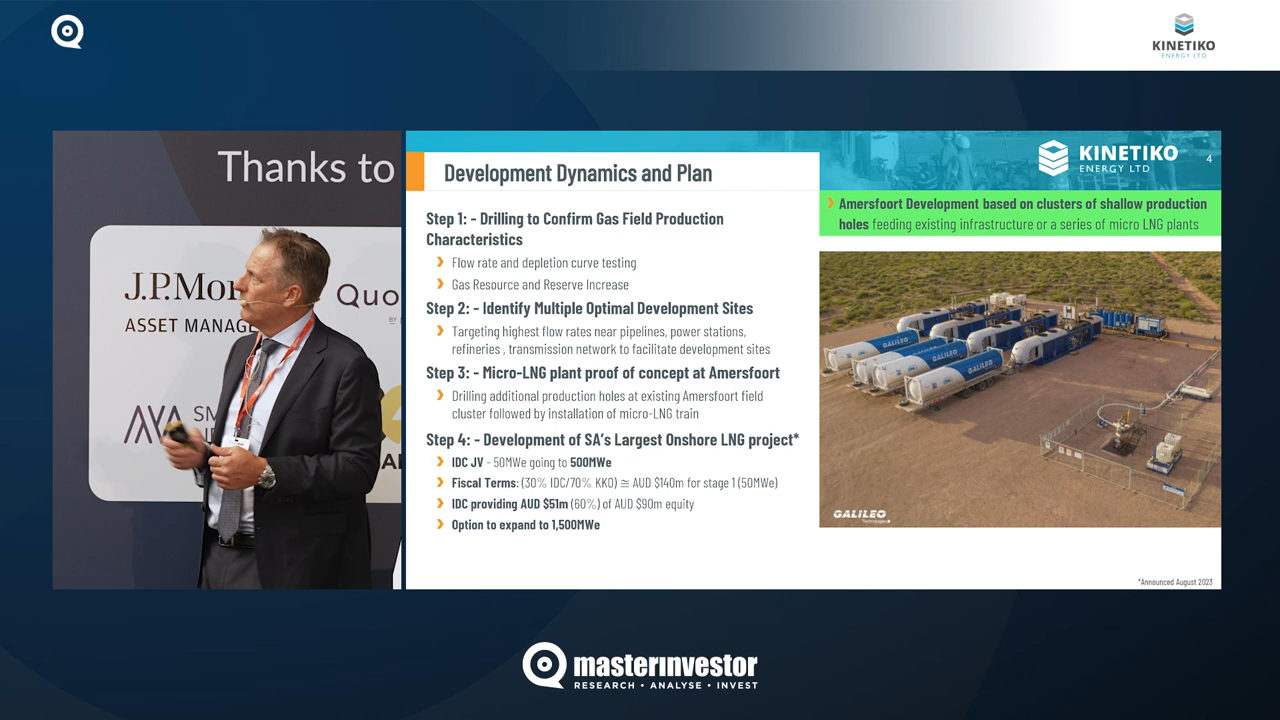 KINETIKO
ENERGY LTD
Thanks to
J.P.Mor
ASSET MANAGE
Quo
BY
SM
KINETIKO
ENERGY LTD
4
Development Dynamics and Plan
Amersfoort Development based on clusters of shallow production
holes feeding existing infrastructure or a series of micro LNG plants
Step 1: - Drilling to Confirm Gas Field Production
Characteristics
Flow rate and depletion curve testing
Gas Resource and Reserve Increase
Step 2: - Identify Multiple Optimal Development Sites
Targeting highest flow rates near pipelines, power stations,
refineries , transmission network to facilitate development sites
Step 3: - Micro-LNG plant proof of concept at Amersfoort
Drilling additional production holes at existing Amersfoort field
cluster followed by installation of micro-LNG train
Step 4: - Development of SA's Largest Onshore LNG project*
IDC JV - 50MWe going to 500MWe
Fiscal Terms: (30% IDC/70% KKO) ≅ AUD $140m for stage 1 (50MWe)
IDC providing AUD $51m (60%) of AUD $90m equity
Option to expand to 1,500MWe
GALILEO
GALILEO
GALILEO
GALILEO
Technologies
*Announced August 2023
masterinvestor
RESEARCH • ANALYSE • INVEST